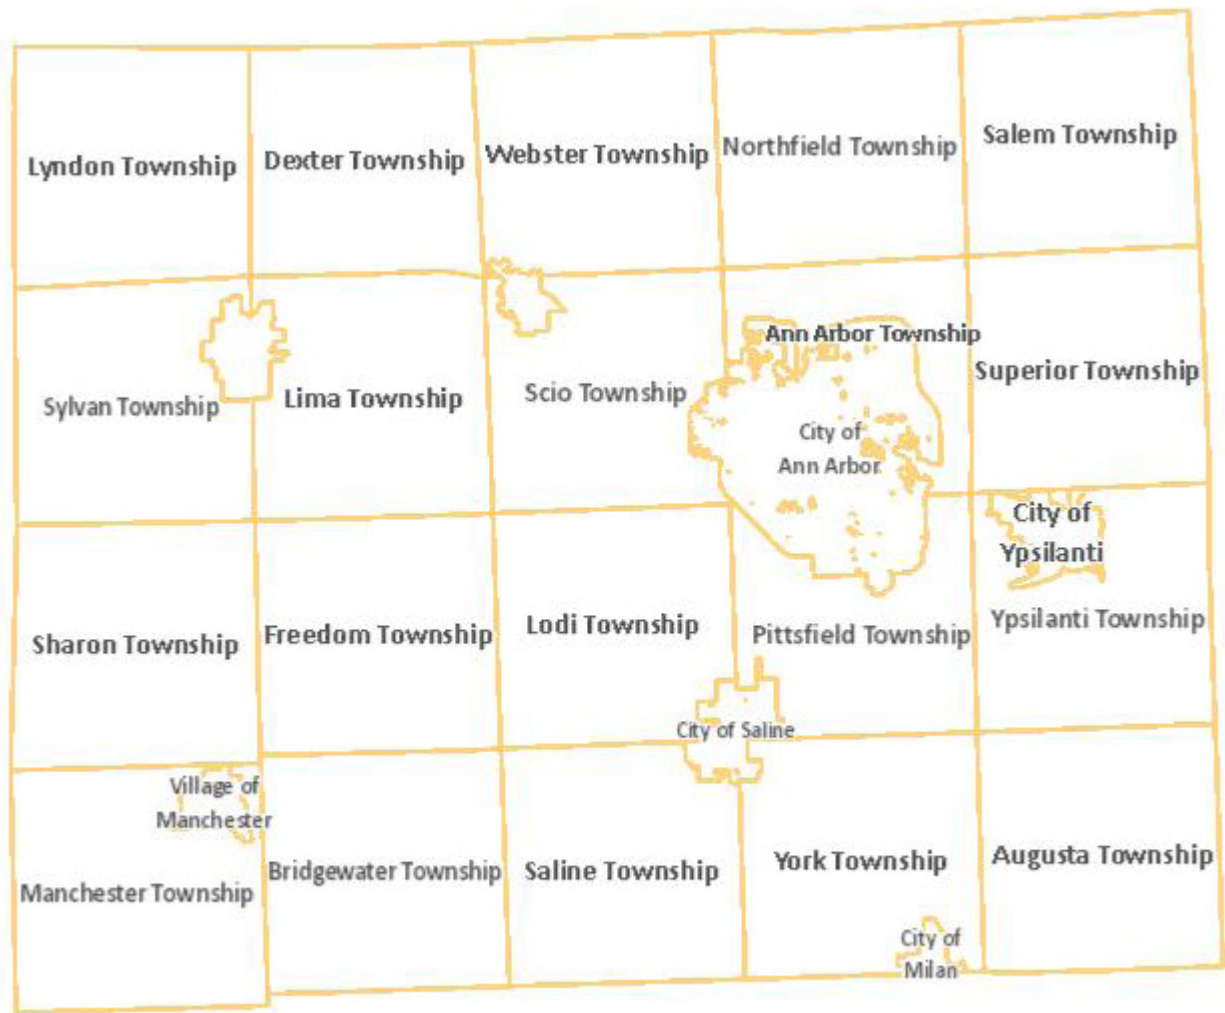 Lyndon Township
Dexter Township
Webster Township
Northfield Township
Salem Township
Sylvan Township
Lima Township
Scio Township
Ann Arbor Township
City of
Ann Arbor
Superior Township
Sharon Township
Freedom Township
Lodi Township
Pittsfield Township
City of
Ypsilanti
Ypsilanti Township
City of Saline
Village of
Manchester
Manchester Township
Bridgewater Township
Saline Township
York Township
Augusta Township
City of
Milan